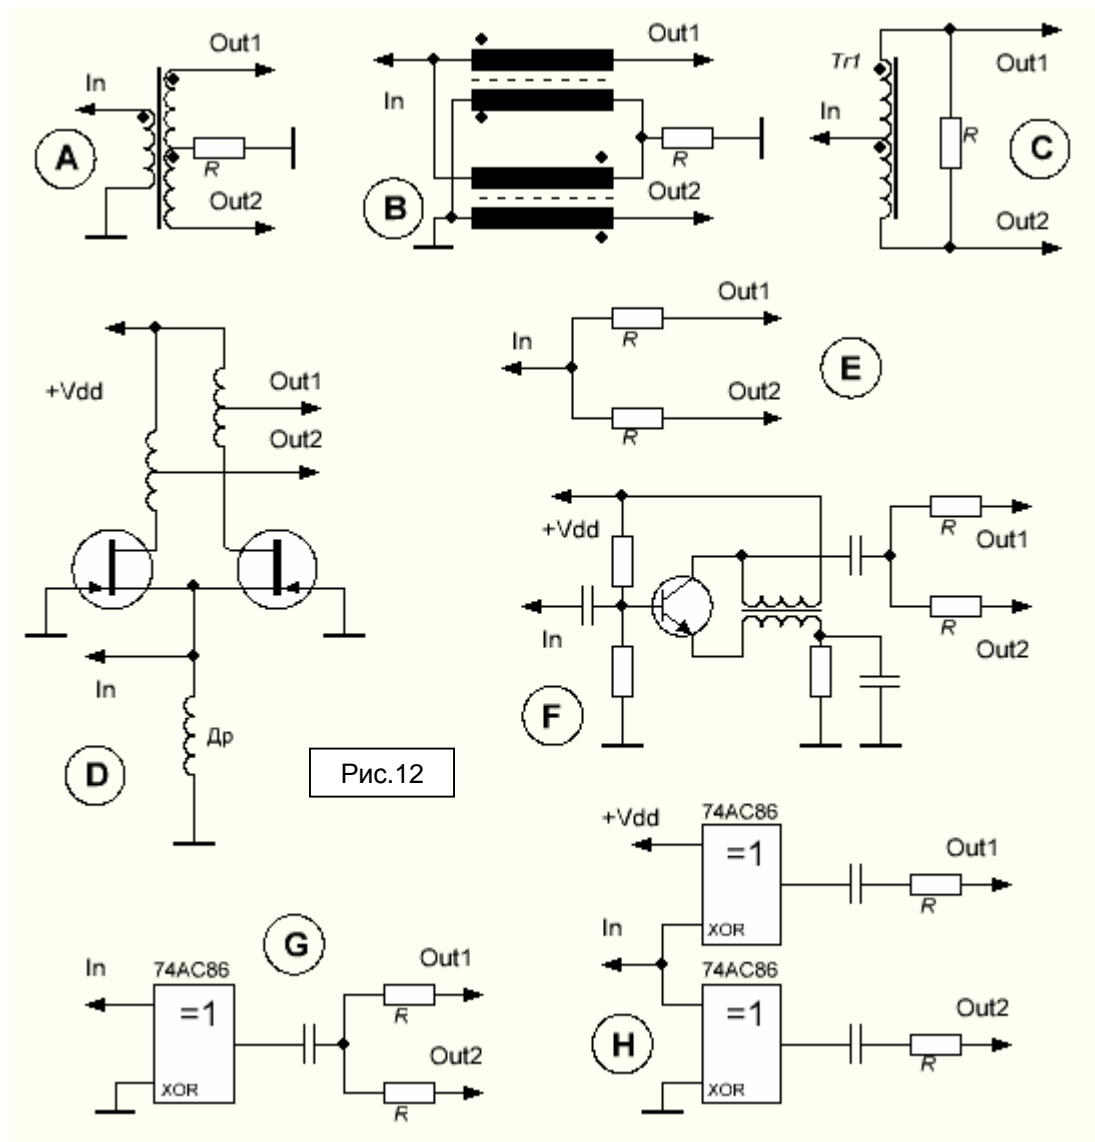 Out1
In
A
R
Out2
Out1
In
R
Out2
B
Tr1
Out1
In
R
C
Out2
+Vdd
Out1
Out2
In
Др
D
Out1
In
R
E
Out2
R
+Vdd
R
Out1
In
R
Out2
F
Рис.12
G
In
74AC86
=1
XOR
Out1
R
Out2
R
+Vdd
74AC86
=1
XOR
Out1
R
In
74AC86
=1
XOR
Out2
R
H